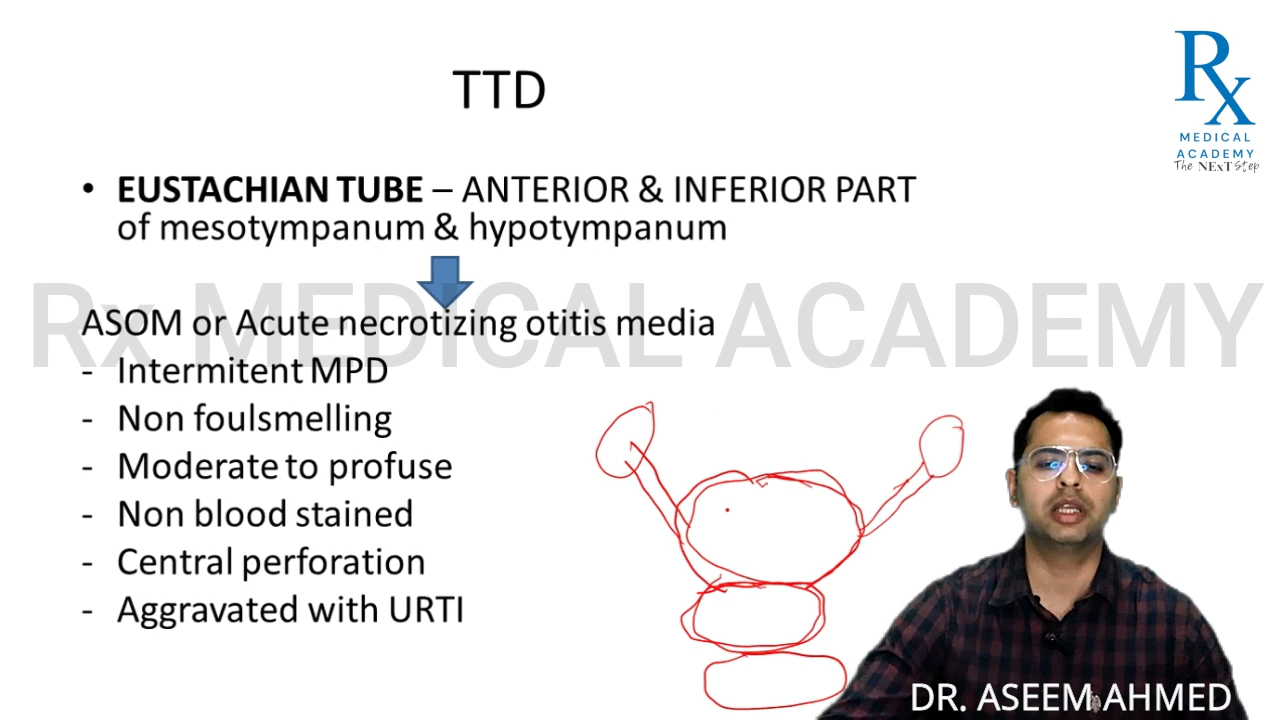 TTD
Rx
MEDICAL
ACADEMY
The NExT Step
• EUSTACHIAN TUBE – ANTERIOR & INFERIOR PART
of mesotympanum & hypotympanum
Rx MEDICAL ACADEMY
ASOM or Acute necrotizing otitis media
- Intermitent MPD
- Non foulsmelling
- Moderate to profuse
- Non blood stained
- Central perforation
- Aggravated with URTI
DR. ASEEM AHMED